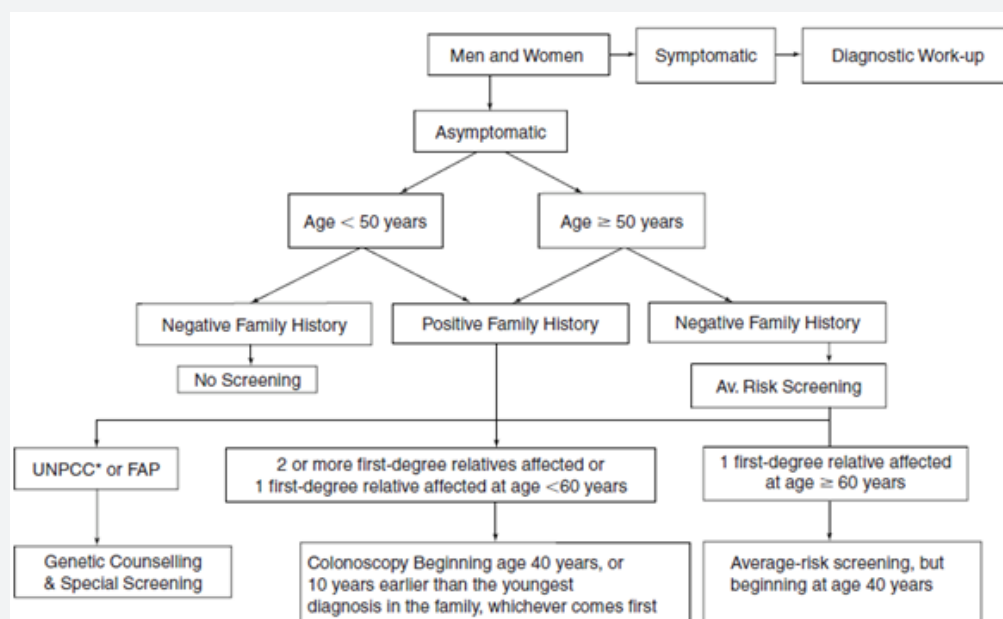 Men and Women
Symptomatic
Diagnostic Work-up
Asymptomatic
Age < 50 years
Age ≥ 50 years
Negative Family History
Positive Family History
Negative Family History
No Screening
Av. Risk Screening
UNPCC* or FAP
2 or more first-degree relatives affected or
1 first-degree relative affected at age <60 years
1 first-degree relative affected
at age ≥ 60 years
Genetic Counselling
& Special Screening
Colonoscopy Beginning age 40 years, or
10 years earlier than the youngest
diagnosis in the family, whichever comes first
Average-risk screening, but
beginning at age 40 years